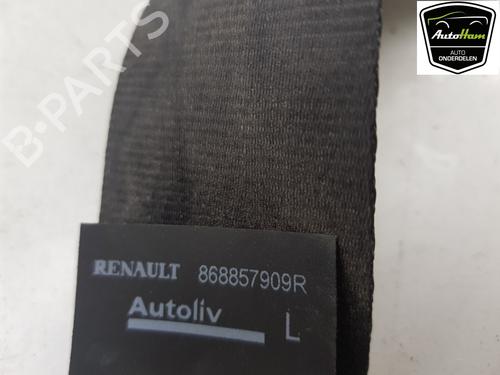 AutoHam
AUTO
ONDERDELEN
B-PARTS
RENAULT 868857909R
Autoliv
L